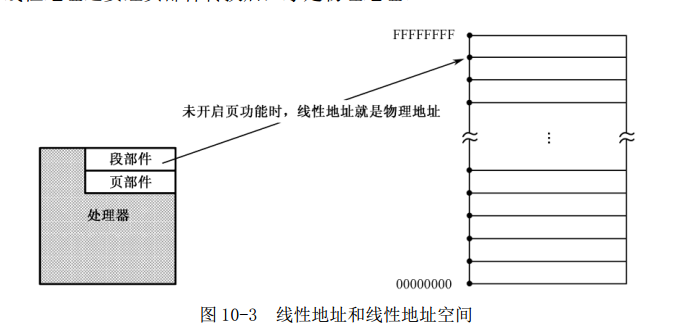 FFFFFFFF
未开启页功能时，线性地址就是物理地址
段部件
页部件
处理器
⋮
00000000
图 10-3 线性地址和线性地址空间